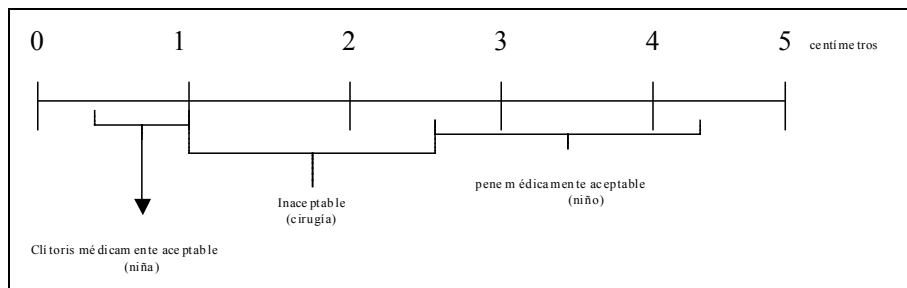 0 1 2 3 4 5 centímetros
Inaceptable
(cirugía)
pene médicamente aceptable
(niño)
Clítoris médicamente aceptable
(niña)